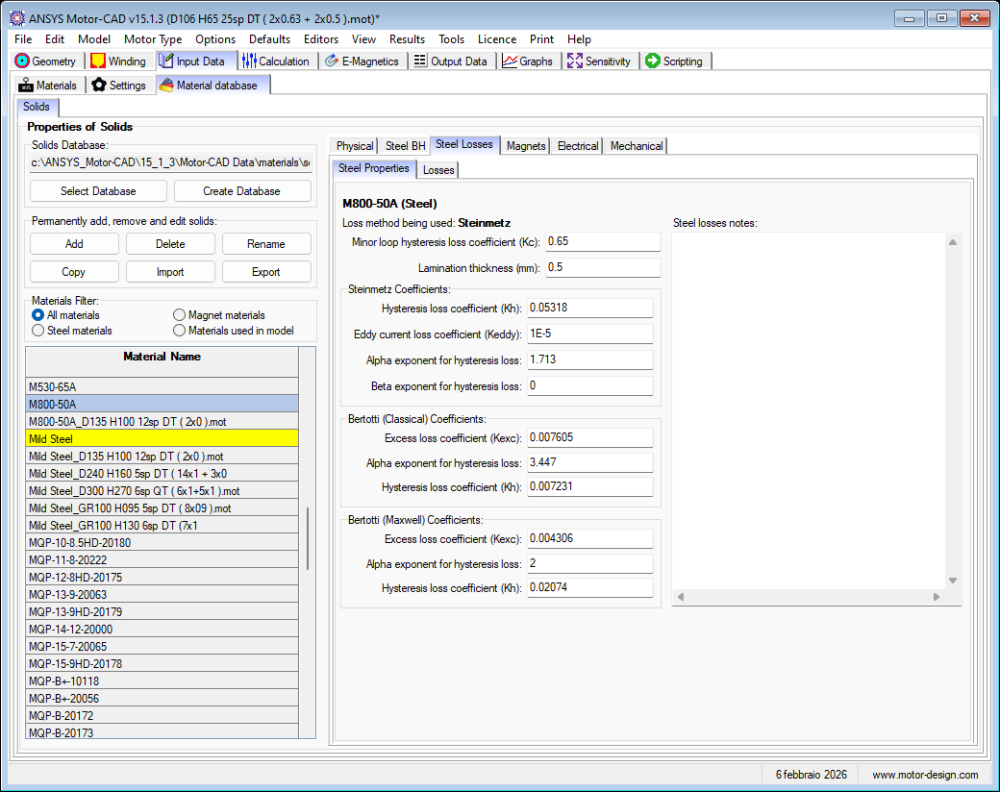 ANSYS Motor-CAD v15.1.3 (D106 H65 25sp DT ( 2x0.63 + 2x0.5 ).mot)*
File Edit Model Motor Type Options Defaults Editors View Results Tools Licence Print Help
Geometry Winding Input Data Calculation E-Magnetics Output Data Graphs Sensitivity Scripting
Materials Settings Material database
Solids
Properties of Solids
Solids Database:
c:\ANSYS_Motor-CAD\15_1_3\Motor-CAD Data\materials\s
Select Database Create Database
Permanently add, remove and edit solids:
Add Delete Rename
Copy Import Export
Materials Filter:
All materials Magnet materials
Steel materials Materials used in model
Material Name
M530-65A
M800-50A
M800-50A_D135 H100 12sp DT ( 2x0 ).mot
Mild Steel
Mild Steel_D135 H100 12sp DT ( 2x0 ).mot
Mild Steel_D240 H160 5sp DT ( 14x1 + 3x0
Mild Steel_D300 H270 6sp QT ( 6x1+5x1 ).mot
Mild Steel_GR100 H095 5sp DT ( 8x09 ).mot
Mild Steel_GR100 H130 6sp DT (7x1
MQP-10-8.5HD-20180
MQP-11-8-20222
MQP-12-8HD-20175
MQP-13-9-20063
MQP-13-9HD-20179
MQP-14-12-20000
MQP-15-7-20065
MQP-15-9HD-20178
MQP-B+-10118
MQP-B+-20056
MQP-B-20172
MQP-B-20173
Physical Steel BH Steel Losses Magnets Electrical Mechanical
Steel Properties Losses
M800-50A (Steel)
Loss method being used: Steinmetz
Minor loop hysteresis loss coefficient (Kc): 0.65
Lamination thickness (mm): 0.5
Steinmetz Coefficients:
Hysteresis loss coefficient (Kh): 0.05318
Eddy current loss coefficient (Keddy): 1E-5
Alpha exponent for hysteresis loss: 1.713
Beta exponent for hysteresis loss: 0
Bertotti (Classical) Coefficients:
Excess loss coefficient (Kexc): 0.007605
Alpha exponent for hysteresis loss: 3.447
Hysteresis loss coefficient (Kh): 0.007231
Bertotti (Maxwell) Coefficients:
Excess loss coefficient (Kexc): 0.004306
Alpha exponent for hysteresis loss: 2
Hysteresis loss coefficient (Kh): 0.02074
Steel losses notes:
6 febbraio 2026 www.motor-design.com